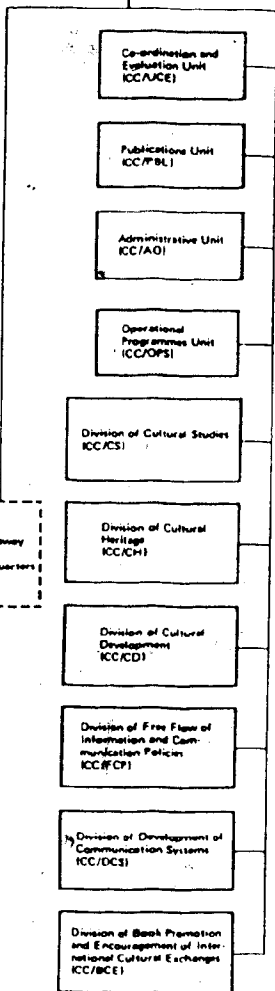 Co-ordination and
Evaluation Unit
(CC/UCE)
Publications Unit
(CC/PBL)
Administrative Unit
(CC/AO)
Operational
Programmes Unit
(CC/OPS)
Division of Cultural Studies
(CC/CS)
Division of Cultural
Heritage
(CC/CH)
Division of Cultural
Development
(CC/CD)
Division of Free Flow of
Information and Com-
munication Policies
(CC/FCP)
Division of Development of
Communication Systems
(CC/DCS)
Division of Book Promotion
and Encouragement of Inter-
national Cultural Exchanges
(CC/BCE)